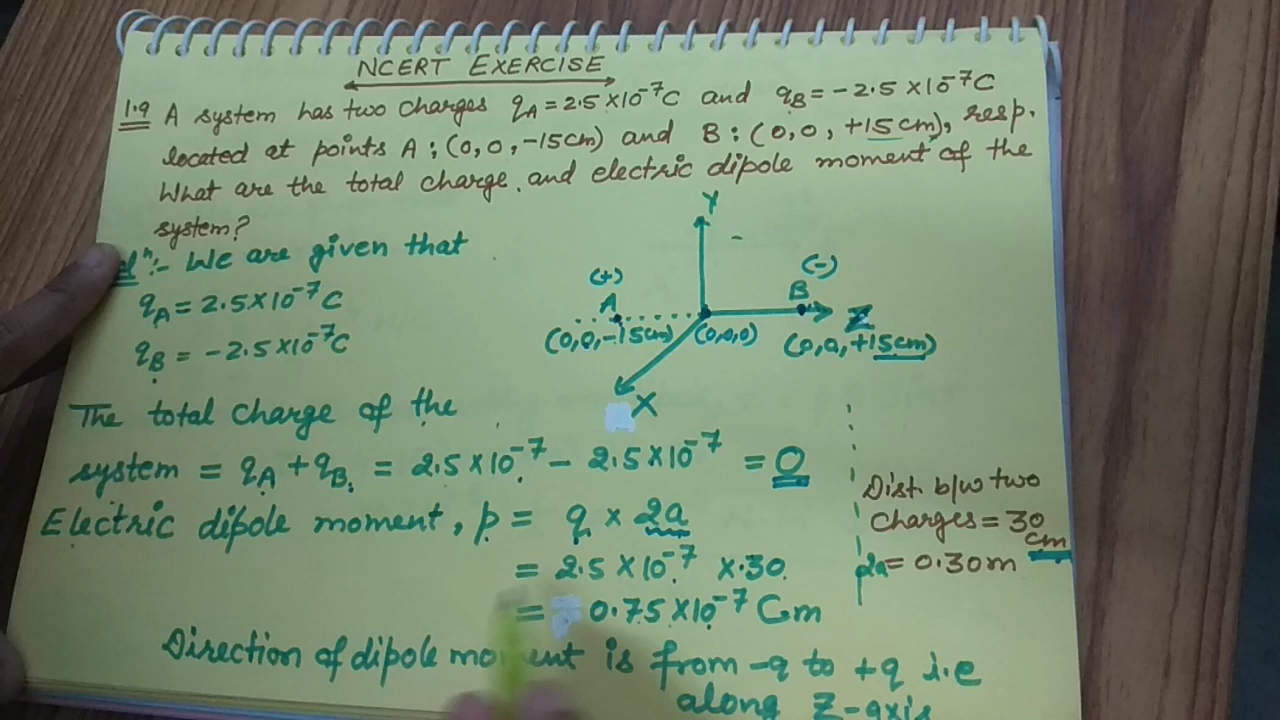 NCERT EXERCISE
1.9 A system has two charges qA = 2.5×10⁻⁷C and qB = -2.5×10⁻⁷C
located at points A : (0, 0, -15cm) and B : (0, 0, +15cm), resp.
What are the total charge and electric dipole moment of the
system?
Solⁿ:- We are given that
qA = 2.5×10⁻⁷C
qB = -2.5×10⁻⁷C
Y
(+)
A
(-)
B
Z
(0,0,-15cm) (0,0,0) (0,0,+15cm)
X
The total charge of the
system = qA + qB = 2.5×10⁻⁷ - 2.5×10⁻⁷ = 0
Electric dipole moment, p = q × 2a
= 2.5×10⁻⁷ ×.30
= 0.75×10⁻⁷ Cm
Dist. b/w two
charges = 30
cm
2a = 0.30m
Direction of dipole moment is from -q to +q i.e
along Z-axis